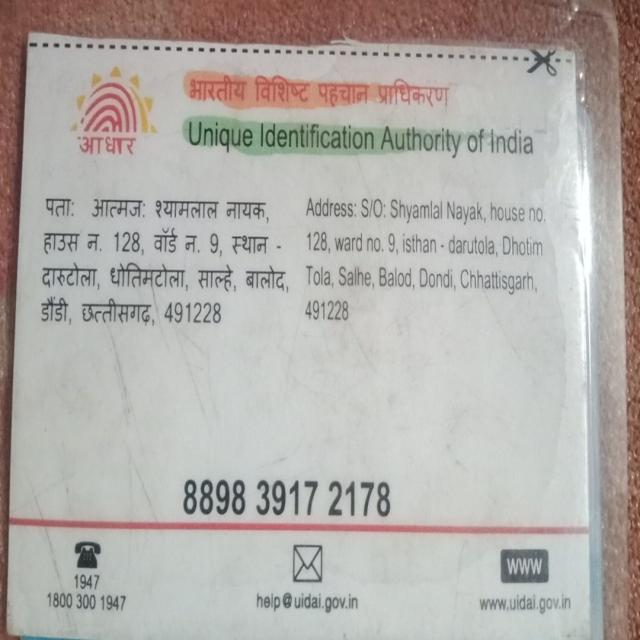 भारतीय विशिष्ट पहचान प्राधिकरण
Unique Identification Authority of India
आधार
पता: आत्मज: श्यामलाल नायक,
हाउस न. 128, वॉर्ड न. 9, स्थान -
दारुटोला, धोतिमटोला, साल्हे, बालोद,
डौंडी, छत्तीसगढ़, 491228
Address: S/O: Shyamlal Nayak, house no.
128, ward no. 9, isthan - darutola, Dhotim
Tola, Salhe, Balod, Dondi, Chhattisgarh,
491228
8898 3917 2178
1947
1800 300 1947
help@uidai.gov.in
WWW
www.uidai.gov.in